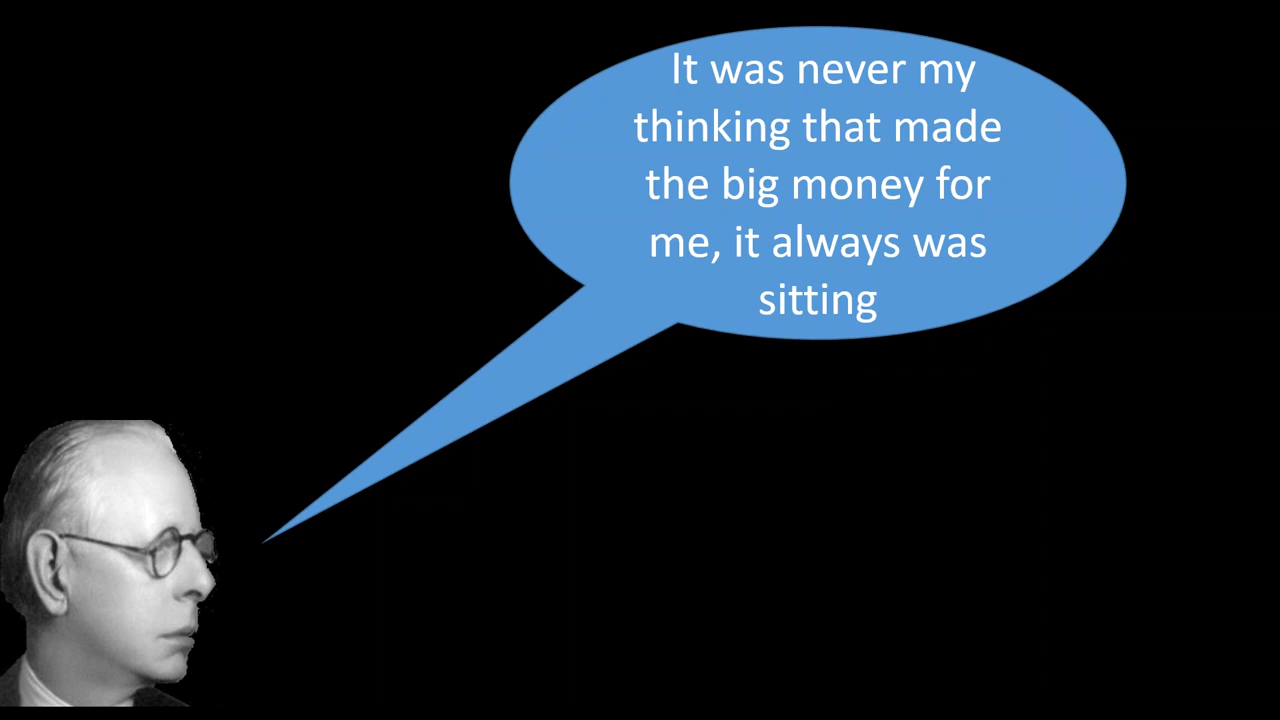 It was never my
thinking that made
the big money for
me, it always was
sitting